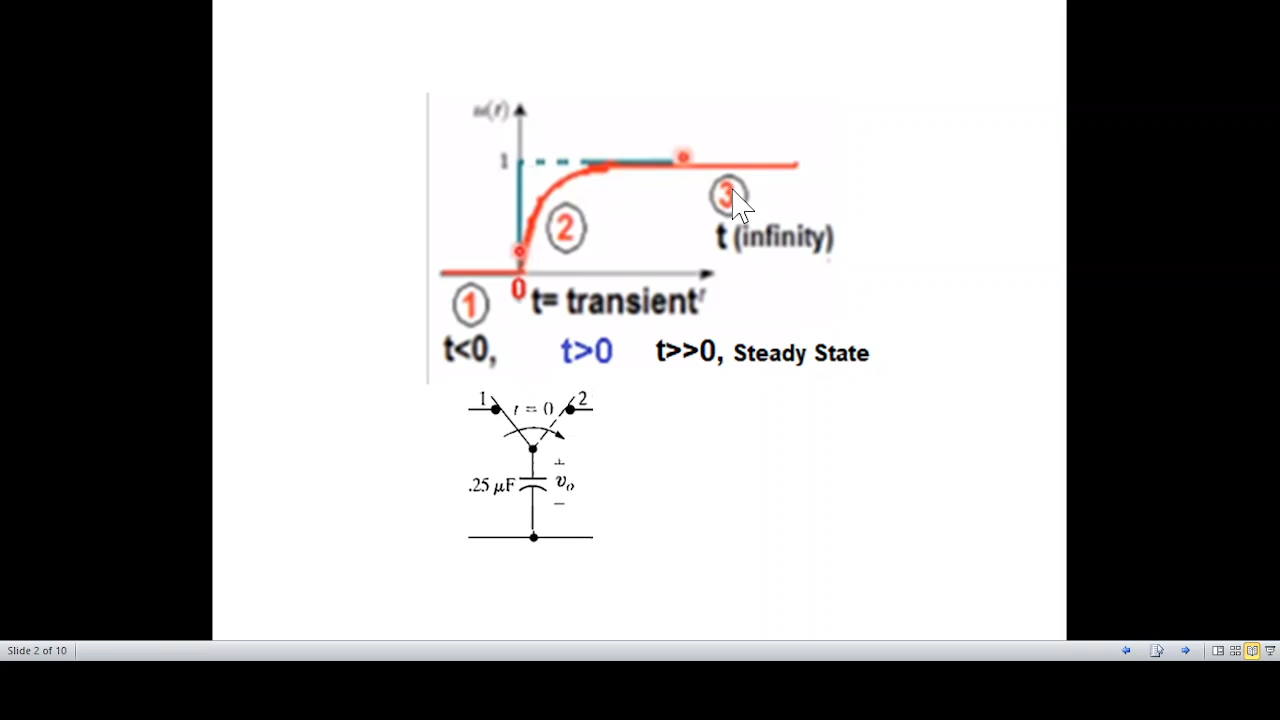 u(t)
1
3
2
t (infinity)
0
1
t= transient
t<0,
t>0
t>>0, Steady State
1
t = 0
2
+
.25 μF
vo
−
Slide 2 of 10